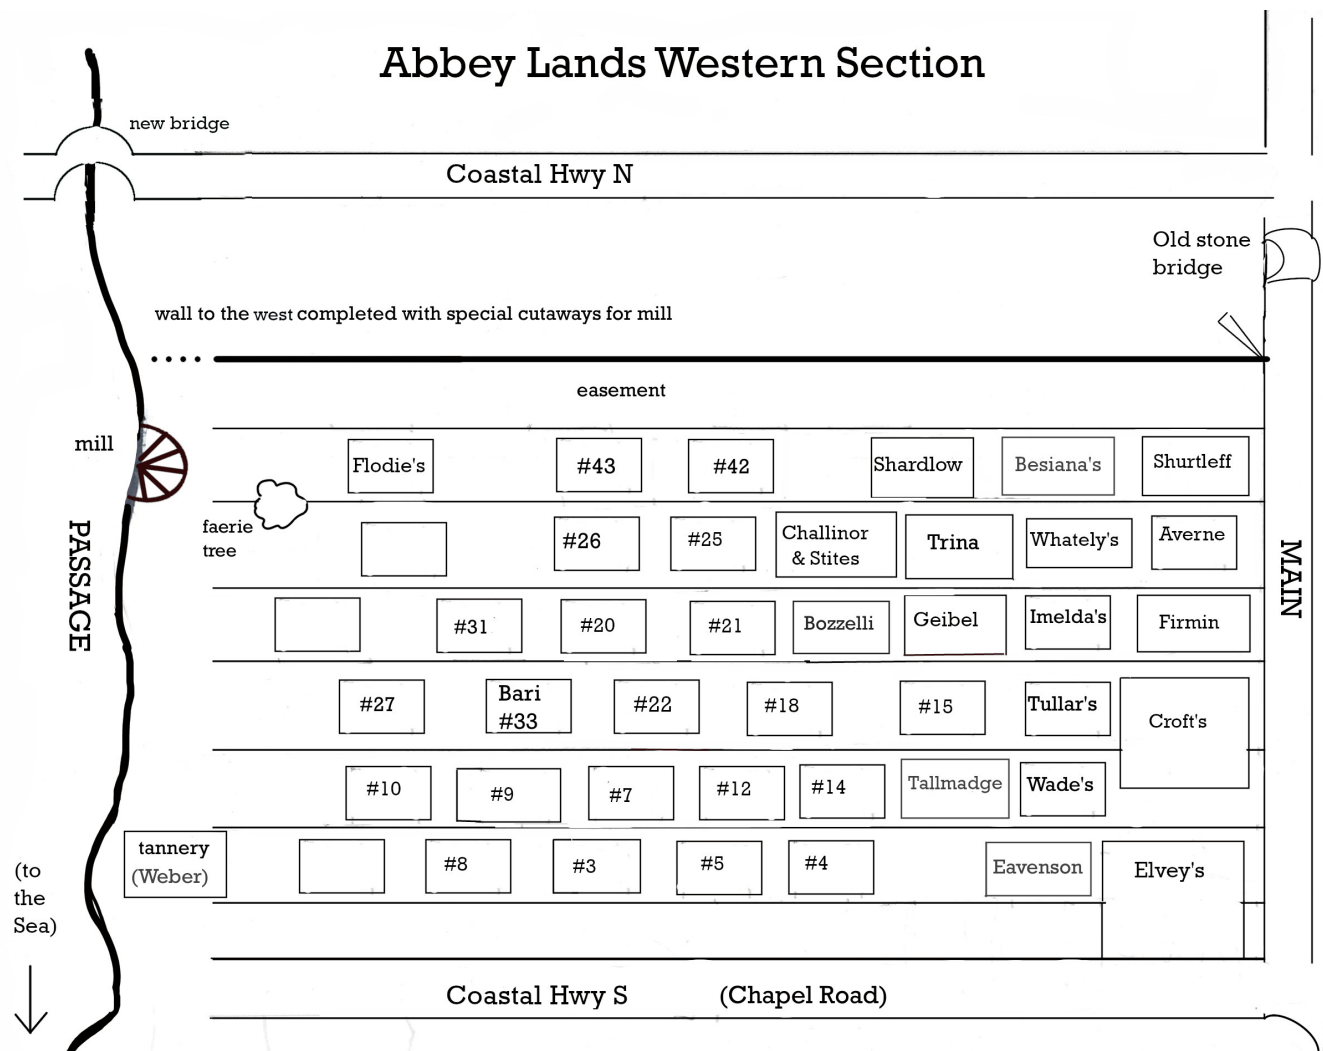 Abbey Lands Western Section
new bridge
Coastal Hwy N
Old stone
bridge
wall to the west completed with special cutaways for mill
easement
mill
Flodie's
#43
#42
Shardlow
Besiana's
Shurtleff
faerie
tree
#26
#25
Challinor
& Stites
Trina
Whately's
Averne
PASSAGE
MAIN
#31
#20
#21
Bozzelli
Geibel
Imelda's
Firmin
#27
Bari
#33
#22
#18
#15
Tullar's
Croft's
#10
#9
#7
#12
#14
Tallmadge
Wade's
tannery
(Weber)
#8
#3
#5
#4
Eavenson
Elvey's
(to
the
Sea)
Coastal Hwy S (Chapel Road)